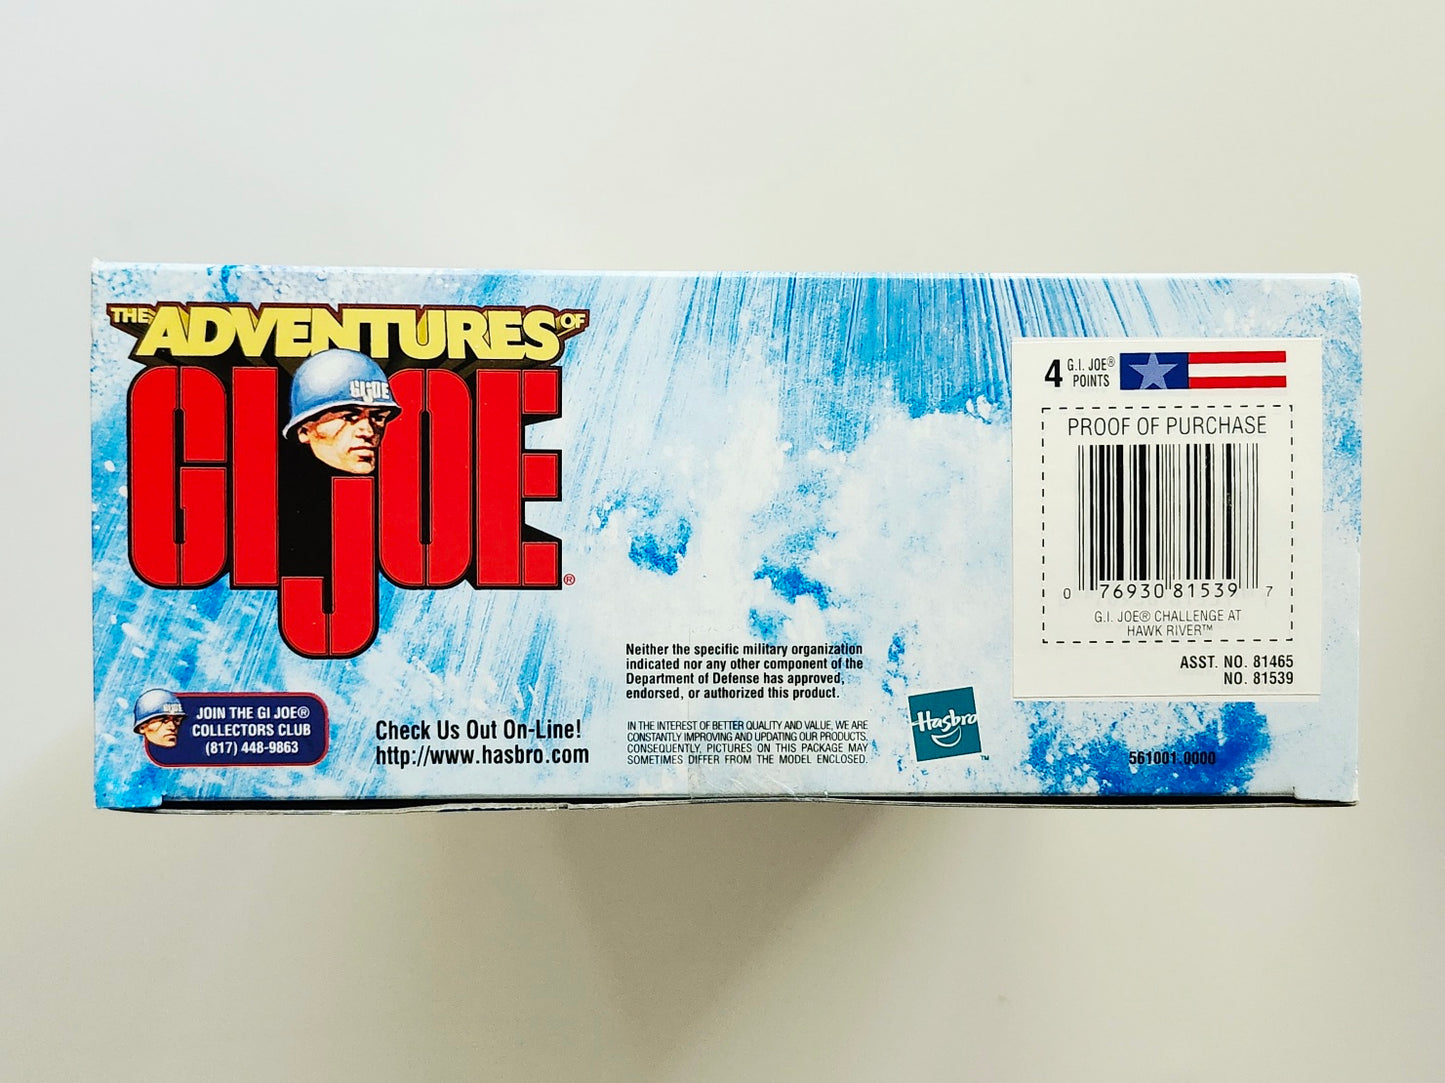 THE ADVENTURES OF
GI JOE
GI JOE
®
JOIN THE GI JOE®
COLLECTORS CLUB
(817) 448-9863
Check Us Out On-Line!
http://www.hasbro.com
Neither the specific military organization
indicated nor any other component of the
Department of Defense has approved,
endorsed, or authorized this product.
IN THE INTEREST OF BETTER QUALITY AND VALUE, WE ARE
CONSTANTLY IMPROVING AND UPDATING OUR PRODUCTS.
CONSEQUENTLY, PICTURES ON THIS PACKAGE MAY
SOMETIMES DIFFER FROM THE MODEL ENCLOSED.
Hasbro
™
4 G.I. JOE®
POINTS
PROOF OF PURCHASE
0 76930 81539 7
G.I. JOE® CHALLENGE AT
HAWK RIVER™
ASST. NO. 81465
NO. 81539
561001.0000